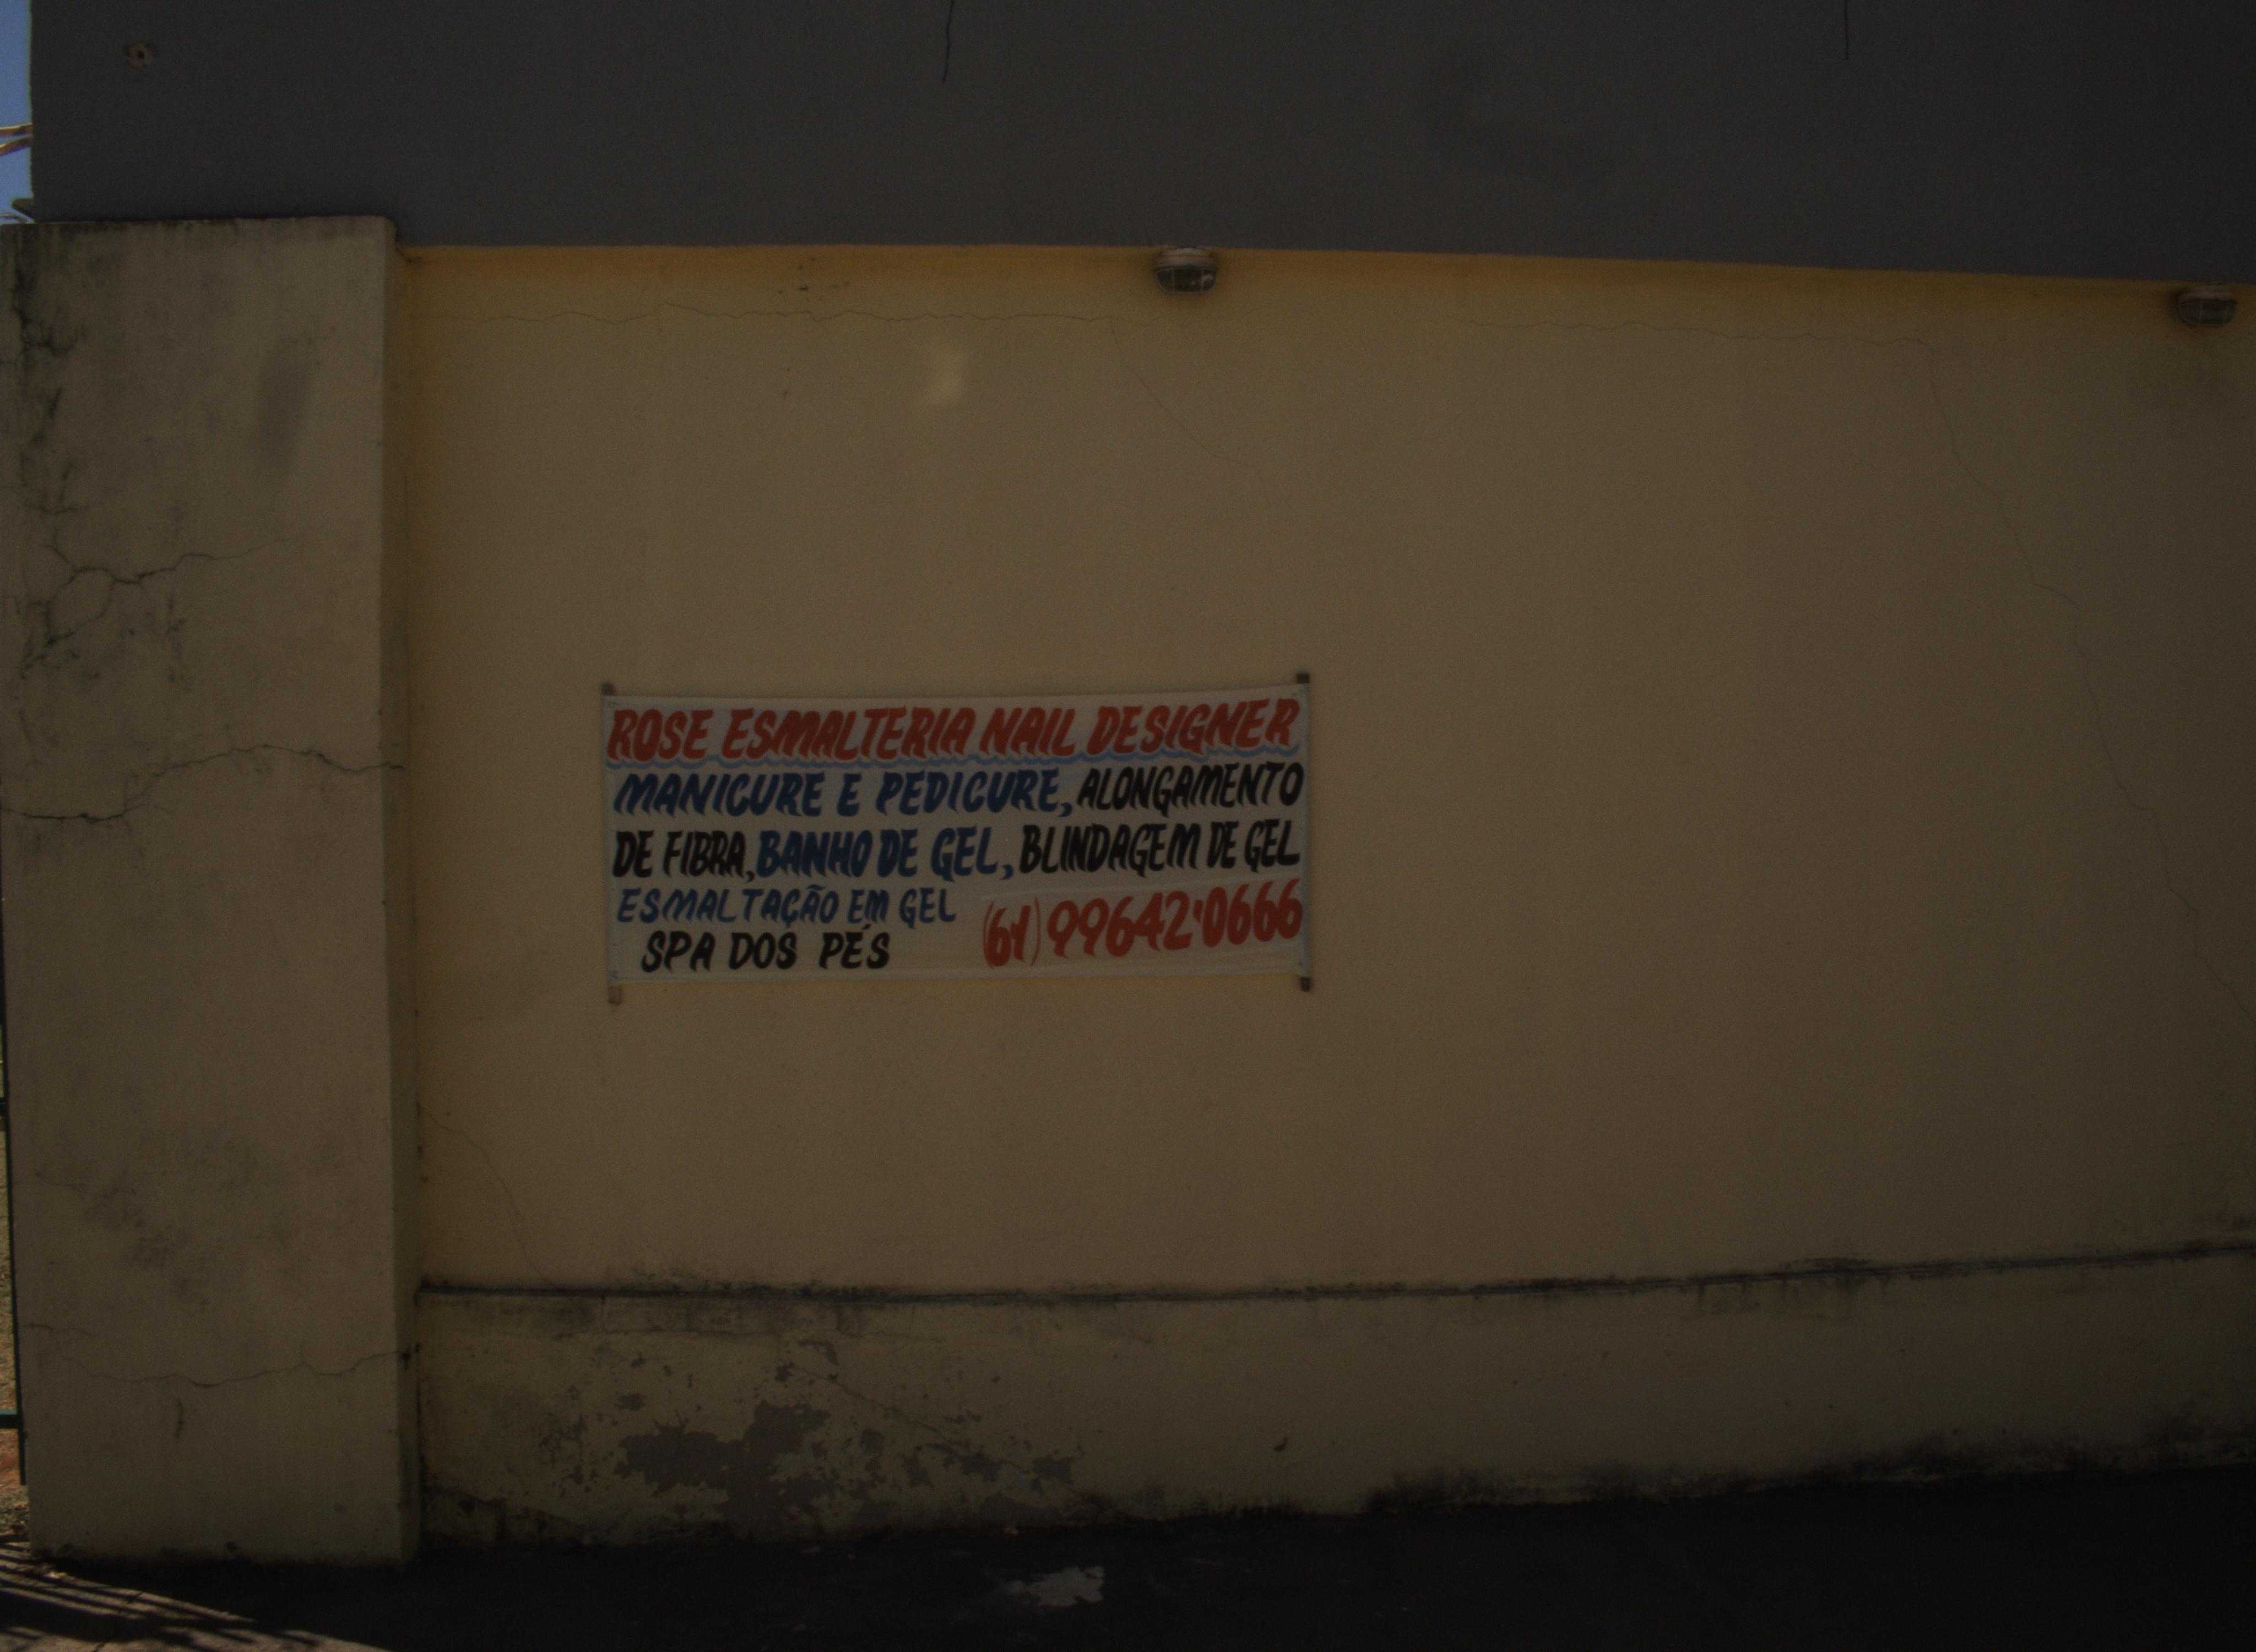 ROSE ESMALTERIA NAIL DESIGNER
MANICURE E PEDICURE, ALONGAMENTO
DE FIBRA, BANHO DE GEL, BLINDAGEM DE GEL
ESMALTAÇÃO EM GEL
SPA DOS PÉS
(61) 99642-0666